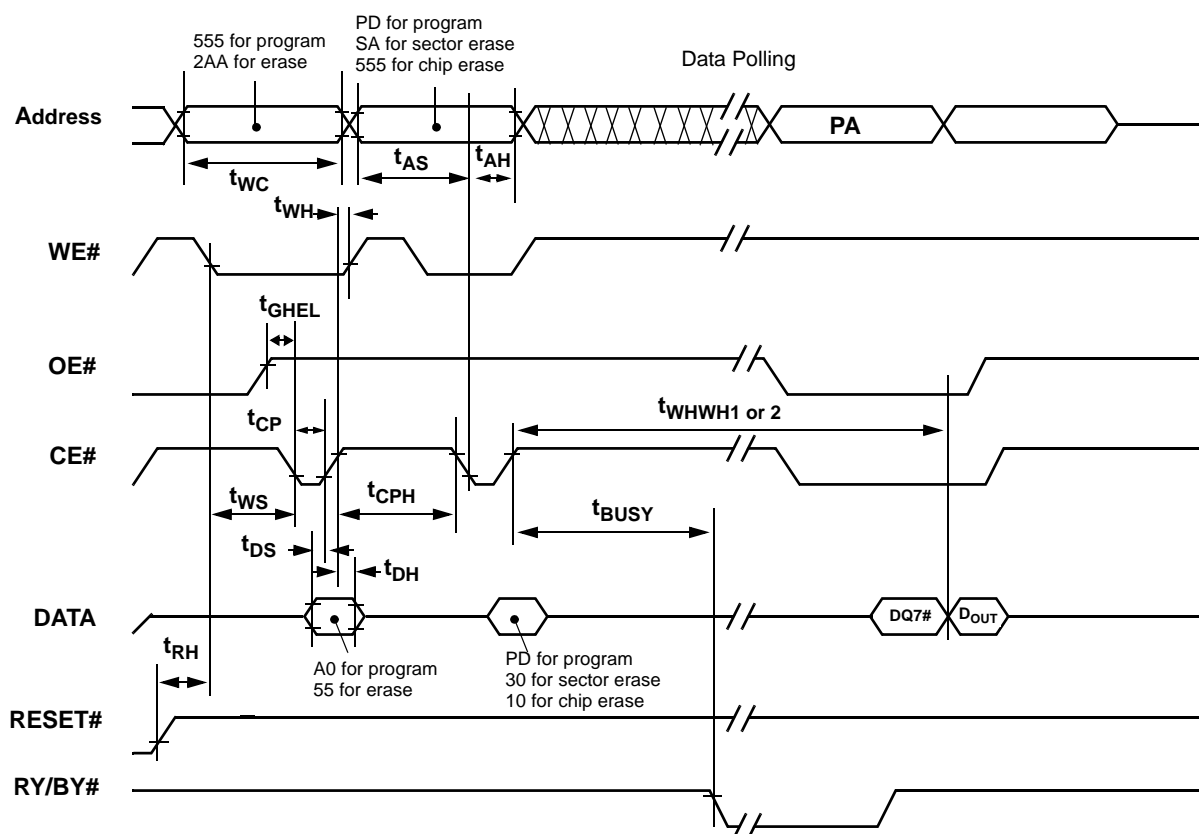 555 for program
2AA for erase
PD for program
SA for sector erase
555 for chip erase
Data Polling
Address
PA
tWC
tAS
tAH
tWH
WE#
tGHEL
OE#
tCP
tWHWH1 or 2
CE#
tWS
tCPH
tBUSY
tDS
tDH
DATA
DQ7#
DOUT
tRH
A0 for program
55 for erase
PD for program
30 for sector erase
10 for chip erase
RESET#
RY/BY#